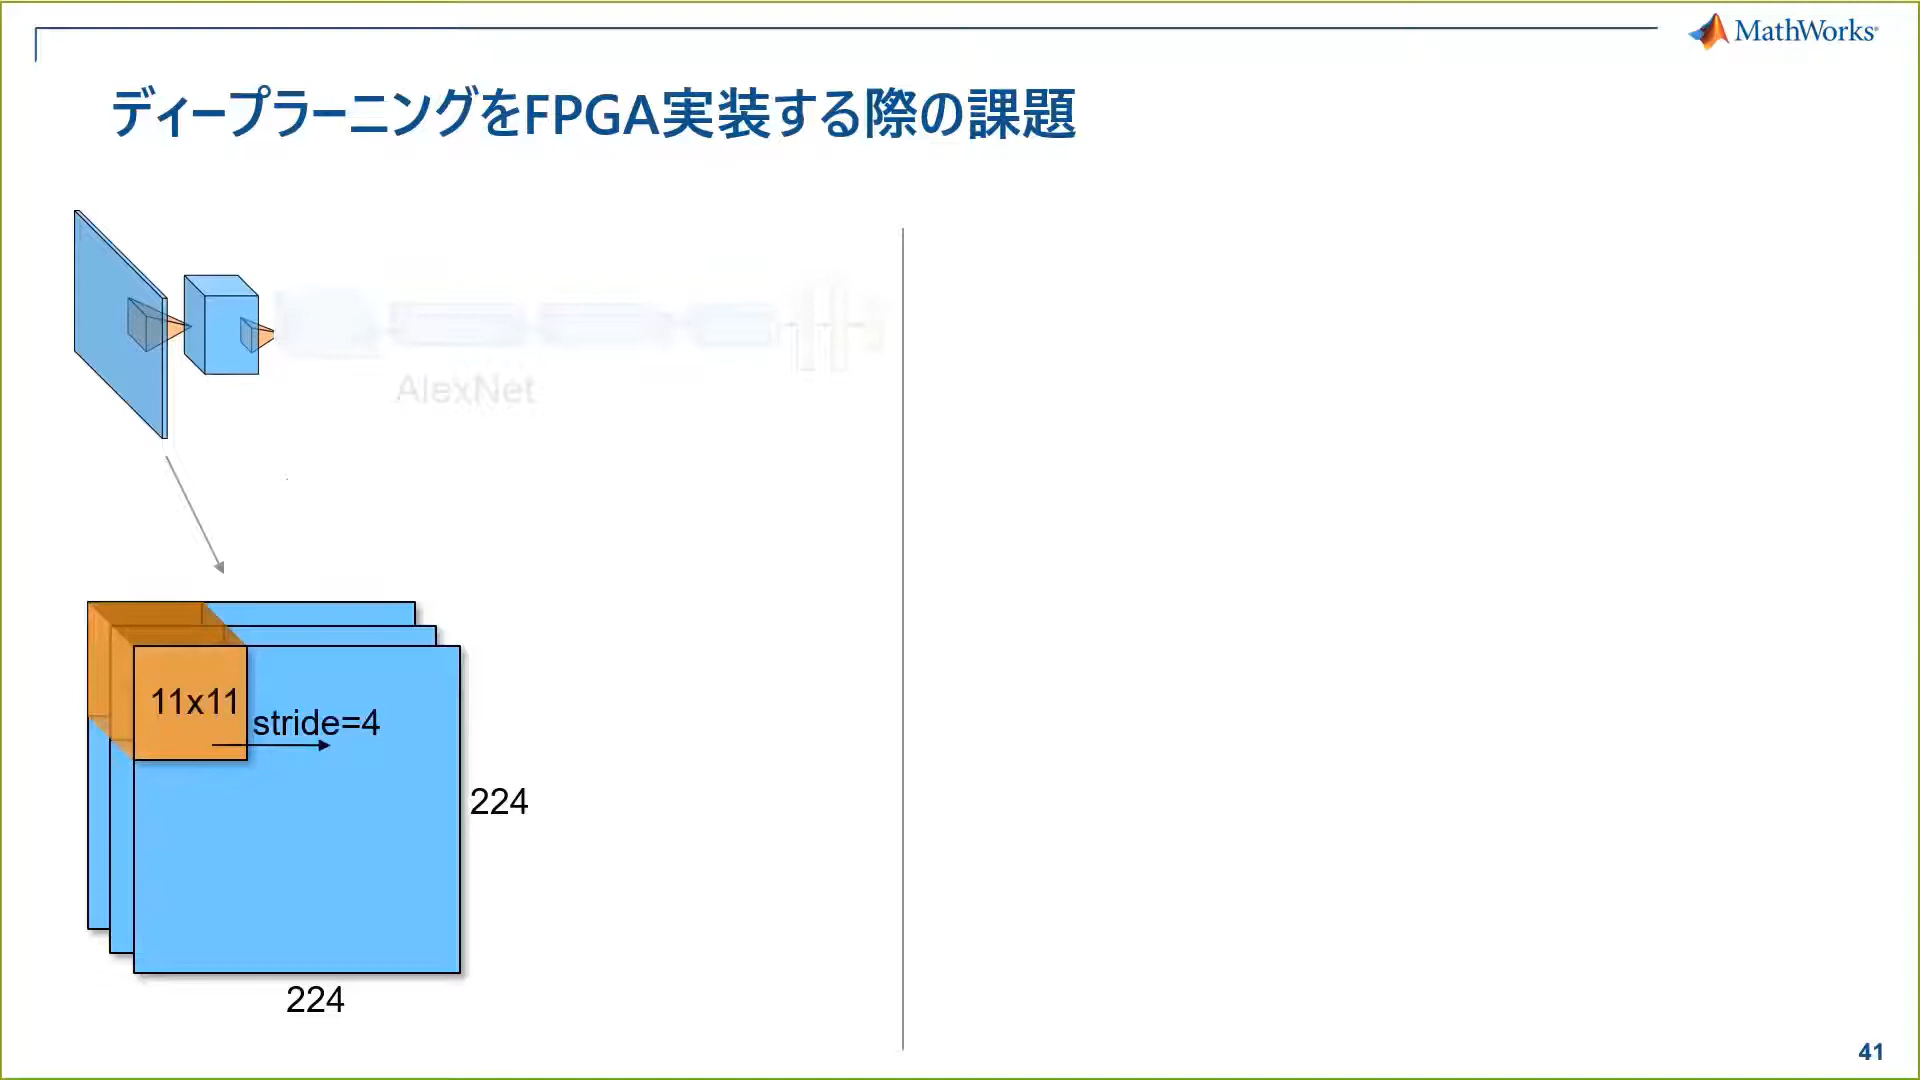 MathWorks®
ディープラーニングをFPGA実装する際の課題
AlexNet
11x11
stride=4
224
224
41